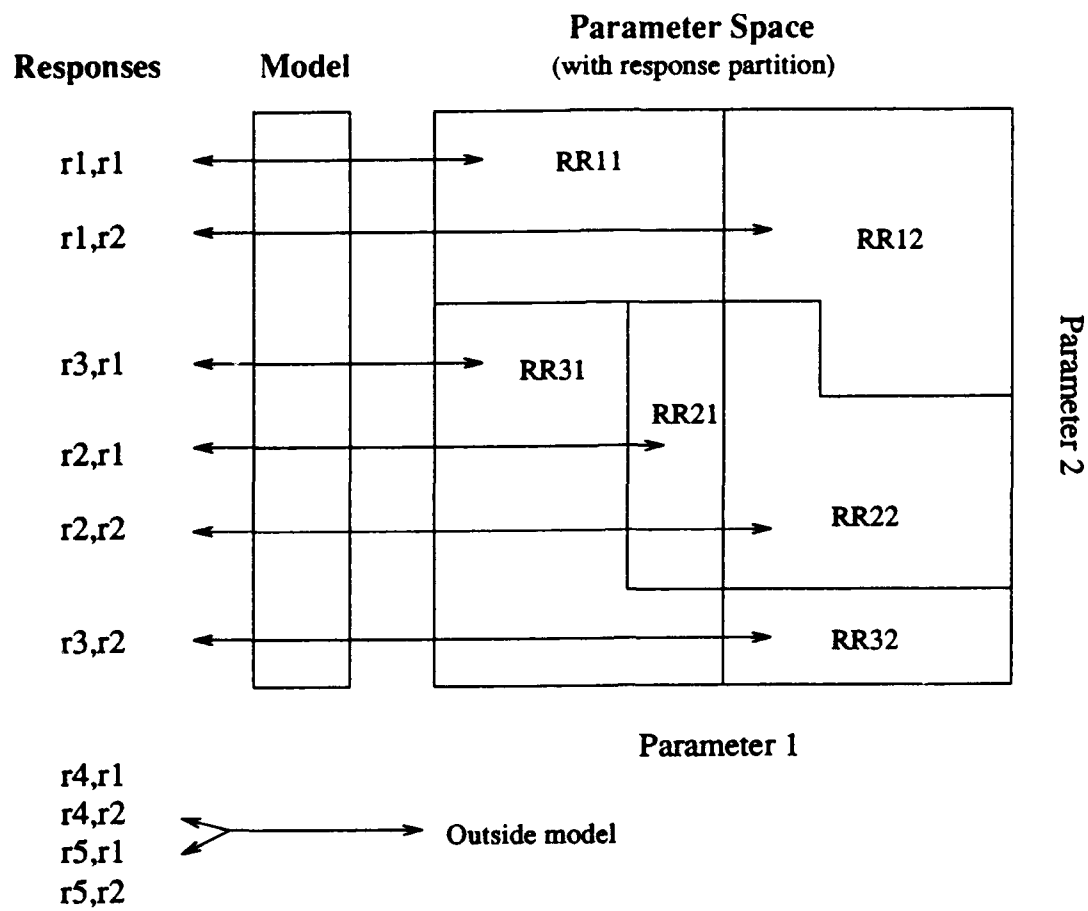 Parameter Space
Responses Model (with response partition)
r1,r1
RR11
r1,r2
RR12
r3,r1
RR31
RR21
r2,r1
r2,r2
RR22
r3,r2
RR32
Parameter 2
Parameter 1
r4,r1
r4,r2
r5,r1
r5,r2
Outside model